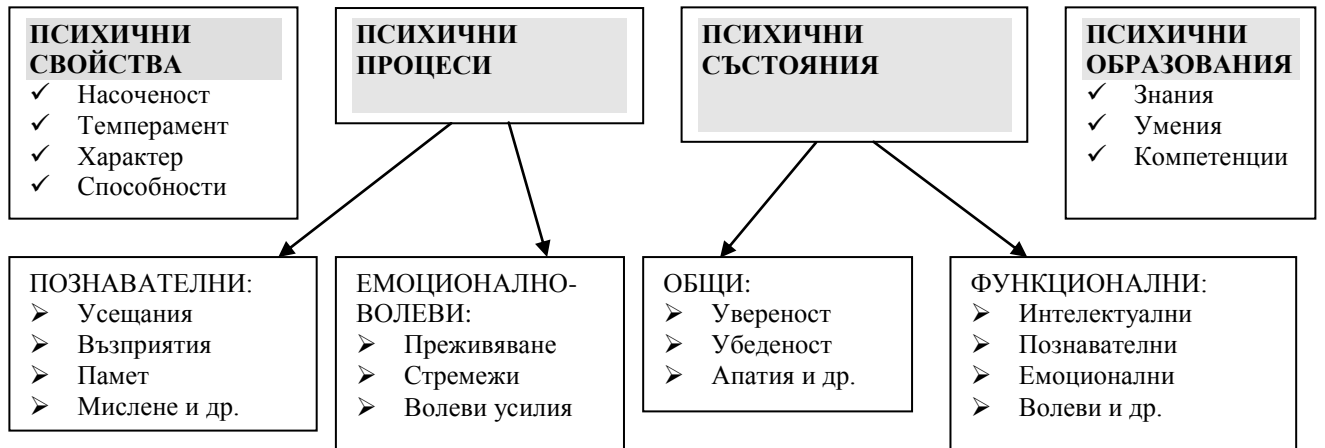 ПСИХИЧНИ
СВОЙСТВА
✓ Насоченост
✓ Темперамент
✓ Характер
✓ Способности
ПСИХИЧНИ
ПРОЦЕСИ
ПСИХИЧНИ
СЪСТОЯНИЯ
ПСИХИЧНИ
ОБРАЗОВАНИЯ
✓ Знания
✓ Умения
✓ Компетенции
ПОЗНАВАТЕЛНИ:
➢ Усещания
➢ Възприятия
➢ Памет
➢ Мислене и др.
ЕМОЦИОНАЛНО-
ВОЛЕВИ:
➢ Преживяване
➢ Стремежи
➢ Волеви усилия
ОБЩИ:
➢ Увереност
➢ Убеденост
➢ Апатия и др.
ФУНКЦИОНАЛНИ:
➢ Интелектуални
➢ Познавателни
➢ Емоционални
➢ Волеви и др.